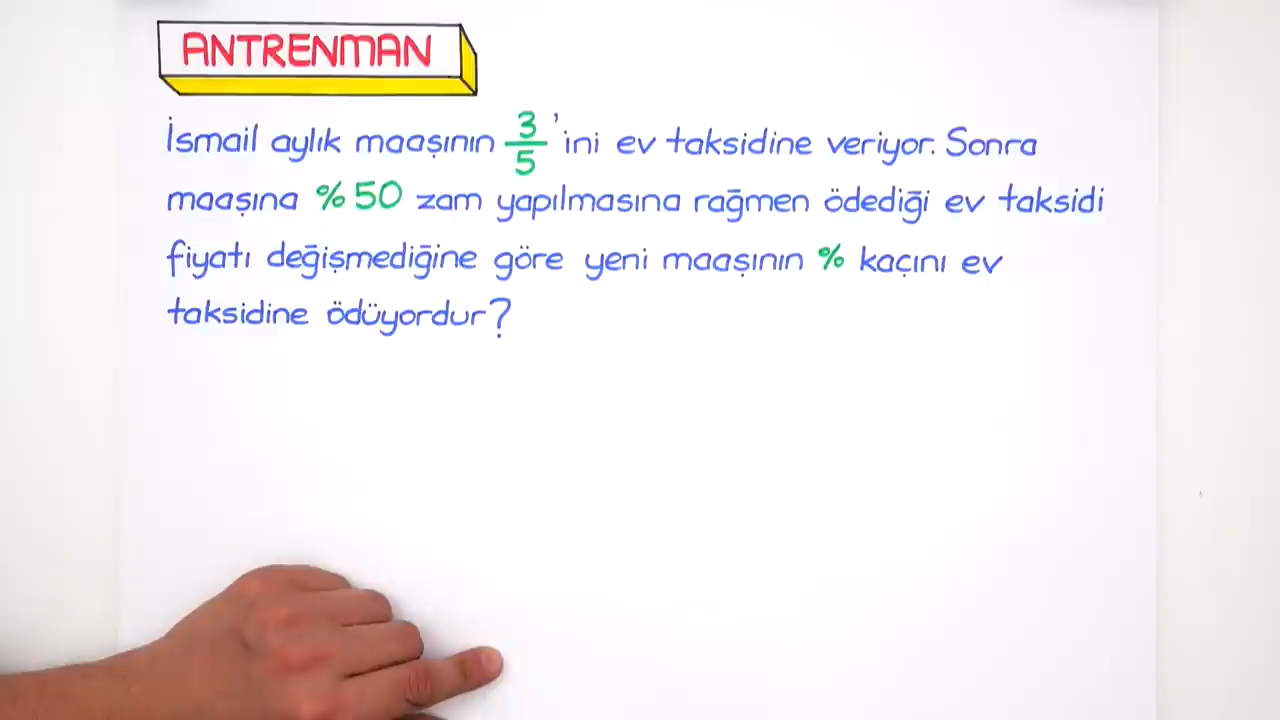 ANTRENMAN
İsmail aylık maaşının 3/5'ini ev taksidine veriyor. Sonra
maaşına %50 zam yapılmasına rağmen ödediği ev taksidi
fiyatı değişmediğine göre yeni maaşının % kaçını ev
taksidine ödüyordur?